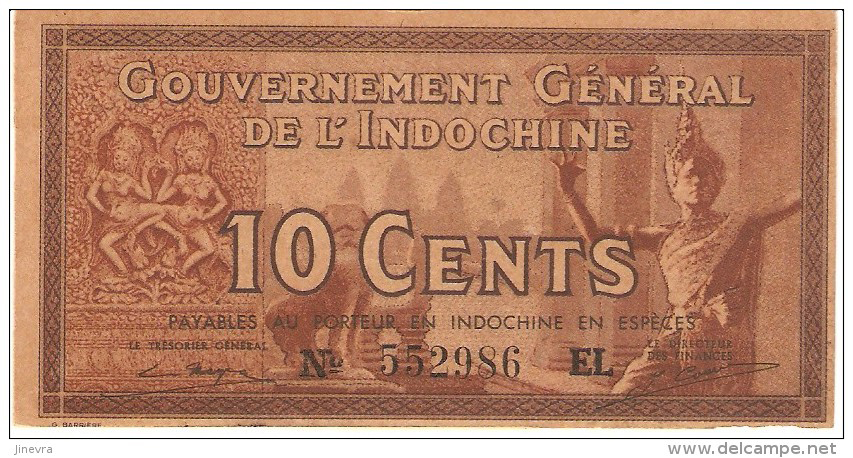 GOUVERNEMENT GÉNÉRAL
DE L'INDOCHINE
10 CENTS
PAYABLES AU PORTEUR EN INDOCHINE EN ESPÈCES
LE TRÉSORIER GÉNÉRAL
LE DIRECTEUR
DES FINANCES
No 552986 EL
G. BARRIÈRE
jinevra
delcampe.net